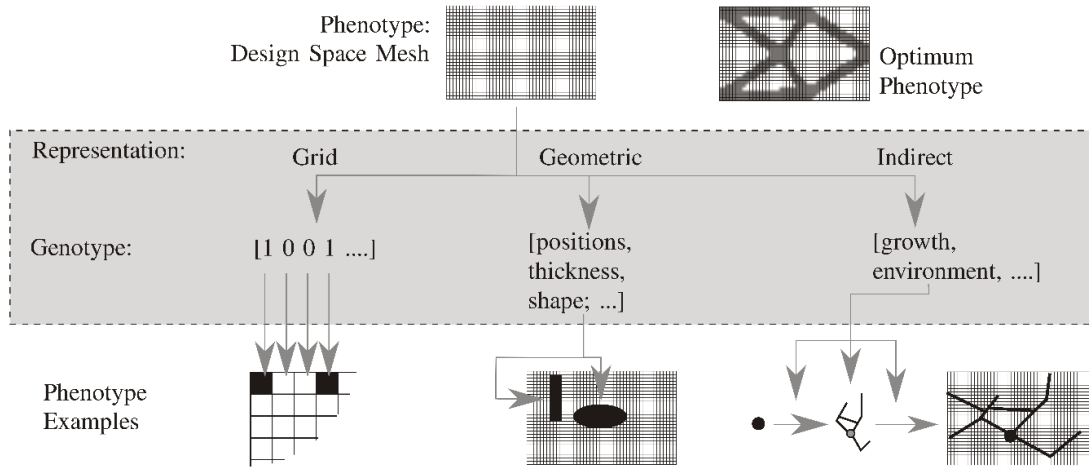 Phenotype:
Design Space Mesh
Optimum
Phenotype
Representation:
Grid
Geometric
Indirect
Genotype:
[1 0 0 1 ....]
[positions,
thickness,
shape; ...]
[growth,
environment, ....]
Phenotype
Examples